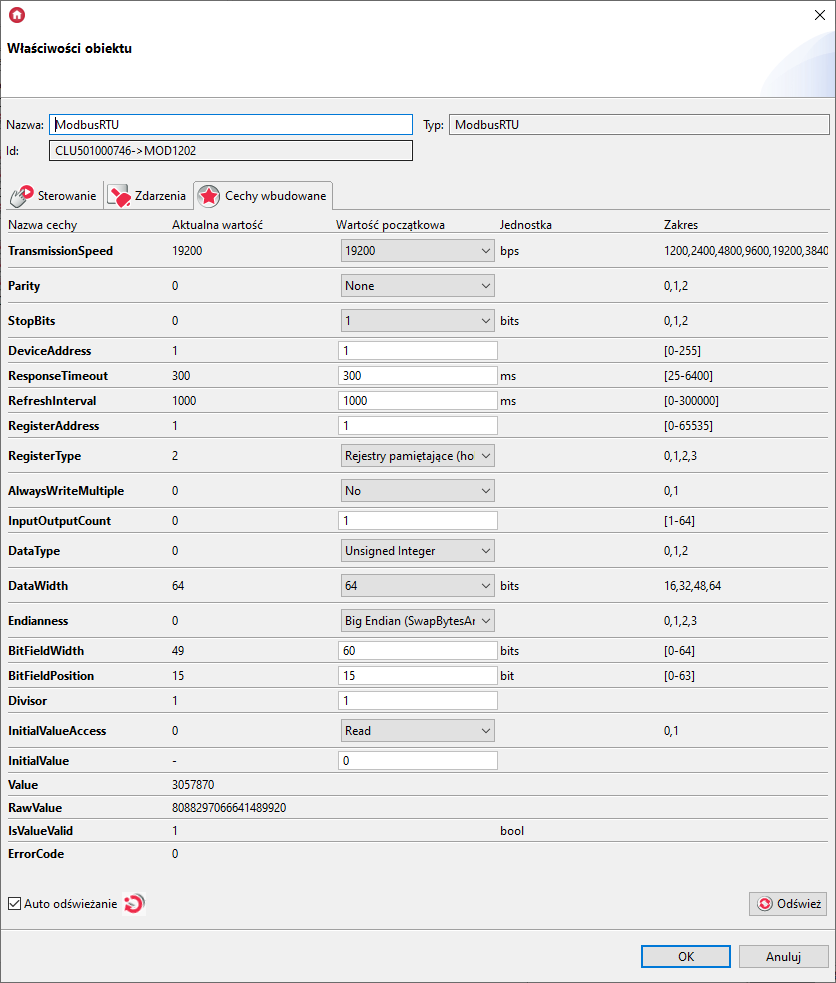 Właściwości obiektu
Nazwa: ModbusRTU Typ: ModbusRTU
Id: CLU501000746->MOD1202
Sterowanie Zdarzenia Cechy wbudowane
Nazwa cechy Aktualna wartość Wartość początkowa Jednostka Zakres
TransmissionSpeed 19200 19200 bps 1200,2400,4800,9600,19200,3840
Parity 0 None 0,1,2
StopBits 0 1 bits 0,1,2
DeviceAddress 1 1 [0-255]
ResponseTimeout 300 300 ms [25-6400]
RefreshInterval 1000 1000 ms [0-300000]
RegisterAddress 1 1 [0-65535]
RegisterType 2 Rejestry pamiętające (ho 0,1,2,3
AlwaysWriteMultiple 0 No 0,1
InputOutputCount 0 1 [1-64]
DataType 0 Unsigned Integer 0,1,2
DataWidth 64 64 bits 16,32,48,64
Endianness 0 Big Endian (SwapBytesAr 0,1,2,3
BitFieldWidth 49 60 bits [0-64]
BitFieldPosition 15 15 bit [0-63]
Divisor 1 1
InitialValueAccess 0 Read 0,1
InitialValue - 0
Value 3057870
RawValue 8088297066641489920
IsValueValid 1 bool
ErrorCode 0
Auto odświeżanie Odśwież
OK Anuluj